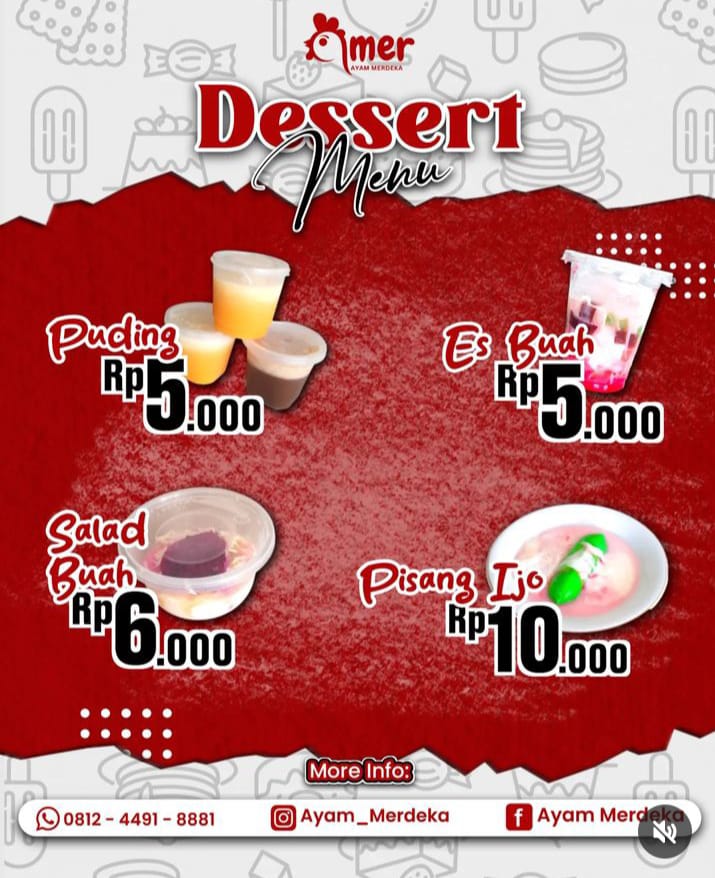 amer
AYAM MERDEKA
Dessert
Menu
Puding
Rp5.000
Es Buah
Rp5.000
Salad
Buah
Rp6.000
Pisang Ijo
Rp10.000
More Info:
0812 - 4491 - 8881
Ayam_Merdeka
Ayam Merdeka